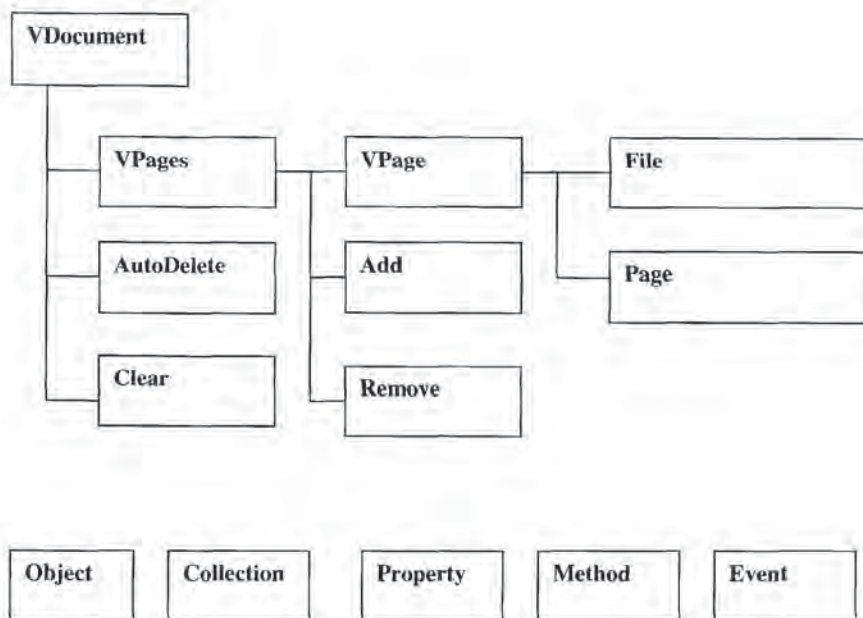 VDocument
VPages
VPage
File
AutoDelete
Add
Page
Clear
Remove
Object
Collection
Property
Method
Event